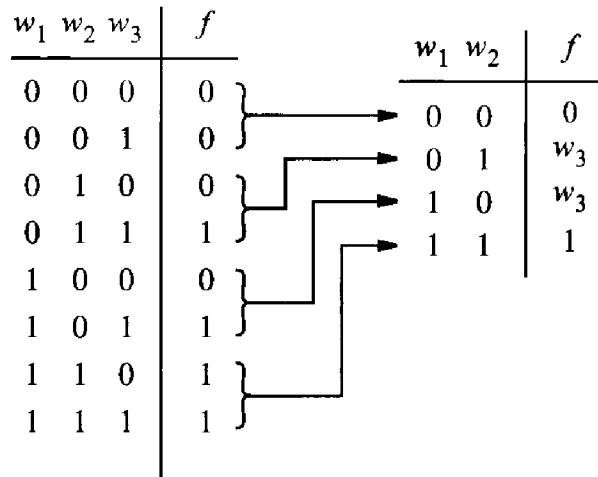 w₁ w₂ w₃ f
0 0 0 0
0 0 1 0
0 1 0 0
0 1 1 1
1 0 0 0
1 0 1 1
1 1 0 1
1 1 1 1
w₁ w₂ f
0 0 0
0 1 w₃
1 0 w₃
1 1 1